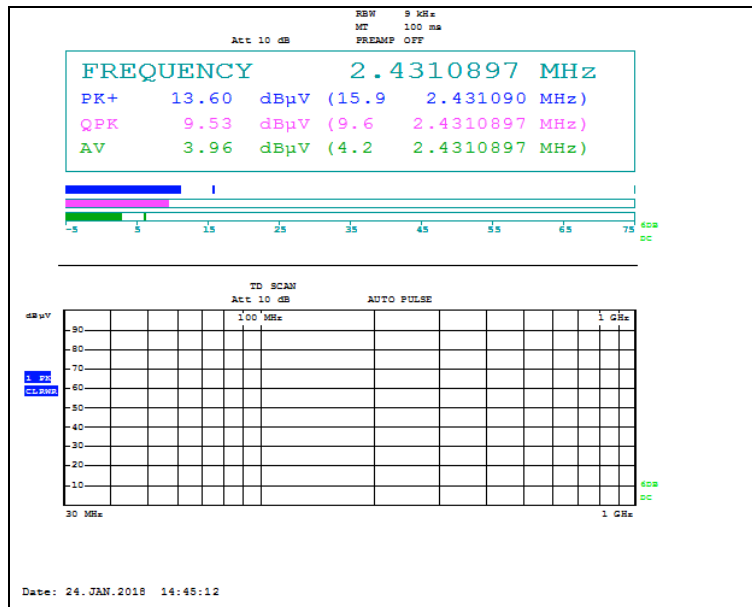 RBW 9 kHz
MT 100 ms
Att 10 dB PREAMP OFF
FREQUENCY 2.4310897 MHz
PK+ 13.60 dBµV (15.9 2.431090 MHz)
QPK 9.53 dBµV (9.6 2.4310897 MHz)
AV 3.96 dBµV (4.2 2.4310897 MHz)
-5 5 15 25 35 45 55 65 75
6DB
DC
TD SCAN
Att 10 dB AUTO PULSE
dBµV
100 MHz 1 GHz
90
80
70
1 PK
CLRWR
60
50
40
30
20
10
6DB
DC
30 MHz 1 GHz
Date: 24.JAN.2018 14:45:12